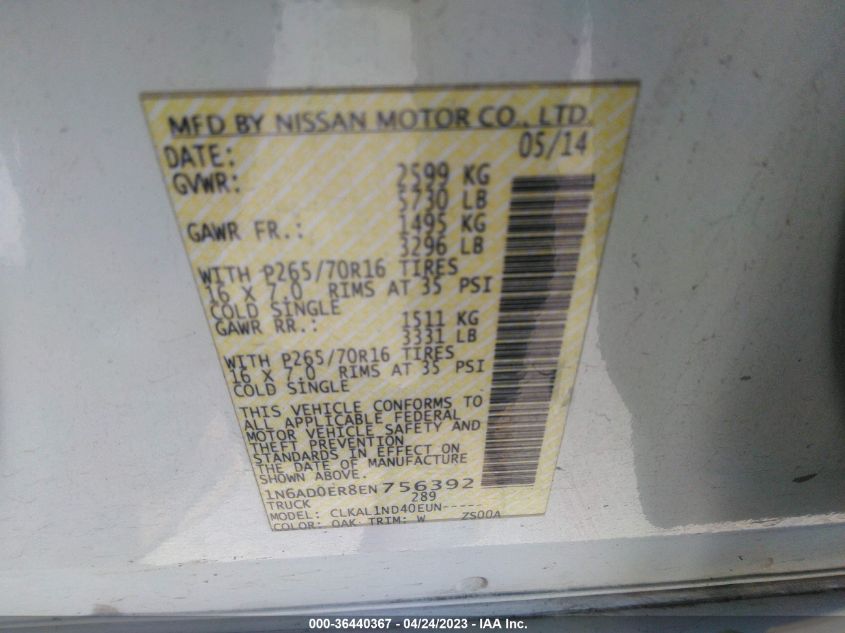 MFD BY NISSAN MOTOR CO., LTD.
DATE: 05/14
GVWR: 2599 KG
5730 LB
GAWR FR.: 1495 KG
3296 LB
WITH P265/70R16 TIRES
16 X 7.0 RIMS AT 35 PSI
COLD SINGLE
GAWR RR.: 1511 KG
3331 LB
WITH P265/70R16 TIRES
16 X 7.0 RIMS AT 35 PSI
COLD SINGLE
THIS VEHICLE CONFORMS TO
ALL APPLICABLE FEDERAL
MOTOR VEHICLE SAFETY AND
THEFT PREVENTION
STANDARDS IN EFFECT ON
THE DATE OF MANUFACTURE
SHOWN ABOVE.
1N6AD0ER8EN756392
TRUCK 289
MODEL: CLKAL1ND40EUN-----
COLOR: QAK TRIM: W ZS00A
000-36440367 - 04/24/2023 - IAA Inc.